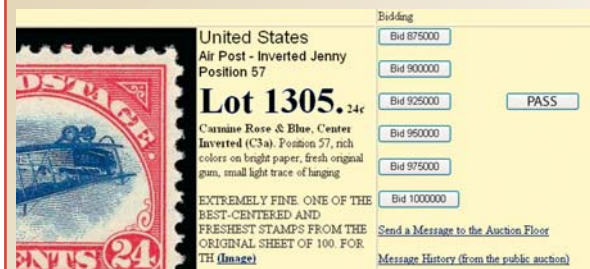 POSTAGE
CENTS 24
United States
Air Post - Inverted Jenny
Position 57
Lot 1305. 24c
Carmine Rose & Blue, Center
Inverted (C3a). Position 57, rich
colors on bright paper, fresh original
gum, small light trace of hinging
EXTREMELY FINE. ONE OF THE
BEST-CENTERED AND
FRESHEST STAMPS FROM THE
ORIGINAL SHEET OF 100. FOR
TH (Image)
Bidding
Bid 875000
Bid 900000
Bid 925000
PASS
Bid 950000
Bid 975000
Bid 1000000
Send a Message to the Auction Floor
Message History (from the public auction)